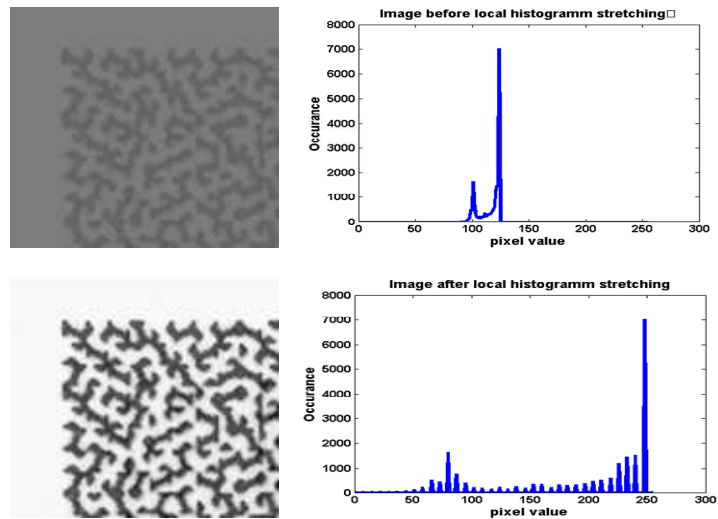 Image before local histogramm stretching□
8000
7000
6000
5000
4000
3000
2000
1000
0
Occurance
0 50 100 150 200 250 300
pixel value
Image after local histogramm stretching
8000
7000
6000
5000
4000
3000
2000
1000
0
Occurance
0 50 100 150 200 250 300
pixel value